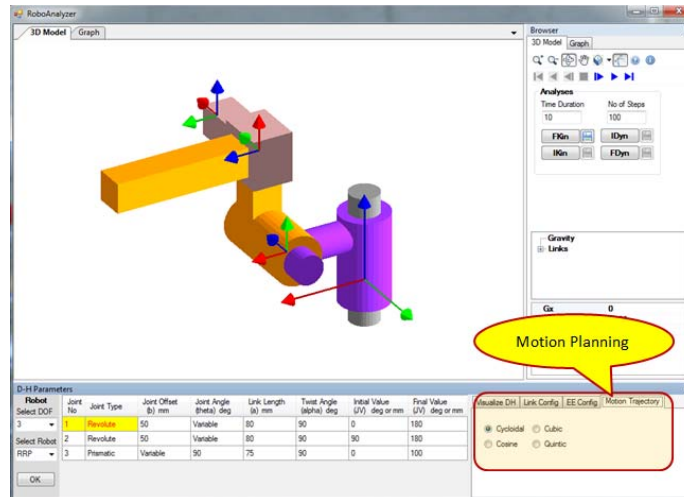 RoboAnalyzer
3D Model Graph
Browser
3D Model Graph
Analyses
Time Duration No of Steps
10 100
FKin IDyn
IKin FDyn
Gravity
Links
Gx 0
Motion Planning
D-H Parameters
Robot
Select DOF
3
Select Robot
RRP
OK
Joint No Joint Type Joint Offset (b) mm Joint Angle (theta) deg Link Length (a) mm Twist Angle (alpha) deg Initial Value (JV) deg or mm Final Value (JV) deg or mm
1 Revolute 50 Variable 80 90 0 180
2 Revolute 50 Variable 80 90 90 180
3 Prismatic Variable 90 75 90 0 100
Visualize DH Link Config EE Config Motion Trajectory
Cycloidal Cubic
Cosine Quintic